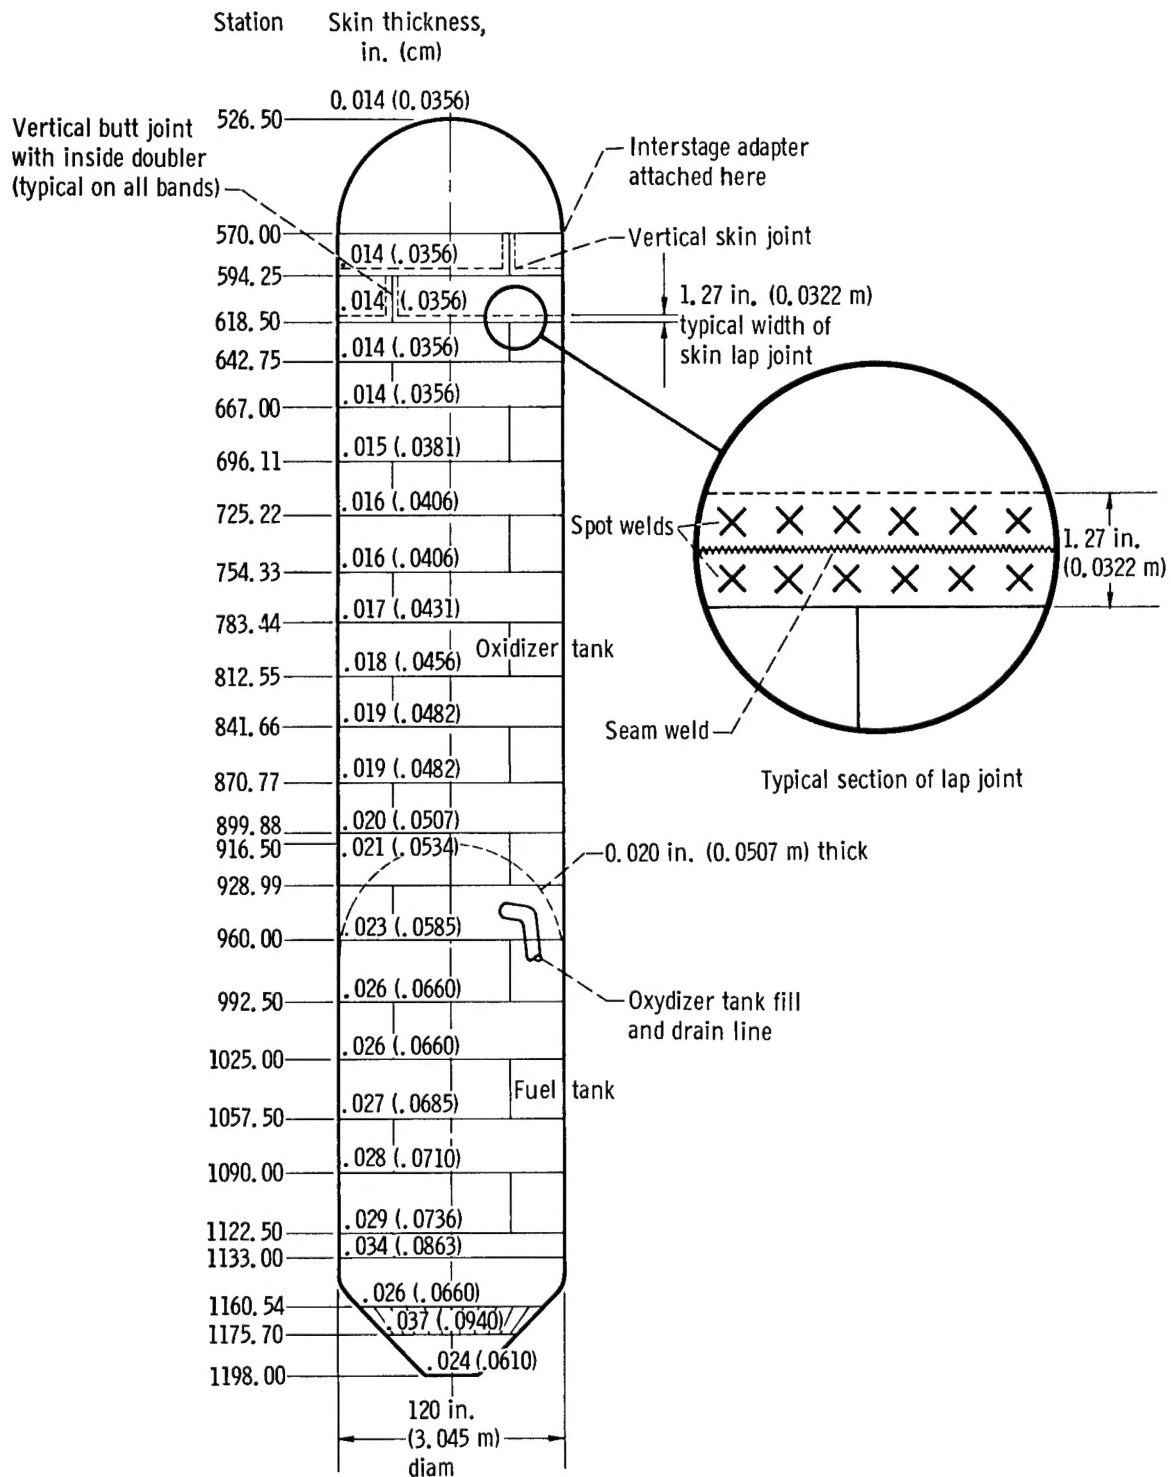 Station
Skin thickness,
in. (cm)
0.014 (0.0356)
526.50
Vertical butt joint
with inside doubler
(typical on all bands)
Interstage adapter
attached here
570.00
Vertical skin joint
.014 (.0356)
594.25
.014 (.0356)
1.27 in. (0.0322 m)
typical width of
skin lap joint
618.50
.014 (.0356)
642.75
.014 (.0356)
667.00
.015 (.0381)
696.11
.016 (.0406)
725.22
Spot welds
1.27 in.
(0.0322 m)
.016 (.0406)
754.33
.017 (.0431)
783.44
Oxidizer tank
.018 (.0456)
812.55
.019 (.0482)
841.66
Seam weld
.019 (.0482)
870.77
Typical section of lap joint
.020 (.0507)
899.88
916.50
.021 (.0534)
0.020 in. (0.0507 m) thick
928.99
.023 (.0585)
960.00
.026 (.0660)
992.50
Oxydizer tank fill
and drain line
.026 (.0660)
1025.00
Fuel tank
.027 (.0685)
1057.50
.028 (.0710)
1090.00
.029 (.0736)
1122.50
.034 (.0863)
1133.00
.026 (.0660)
1160.54
.037 (.0940)
1175.70
.024 (.0610)
1198.00
120 in.
(3.045 m)
diam